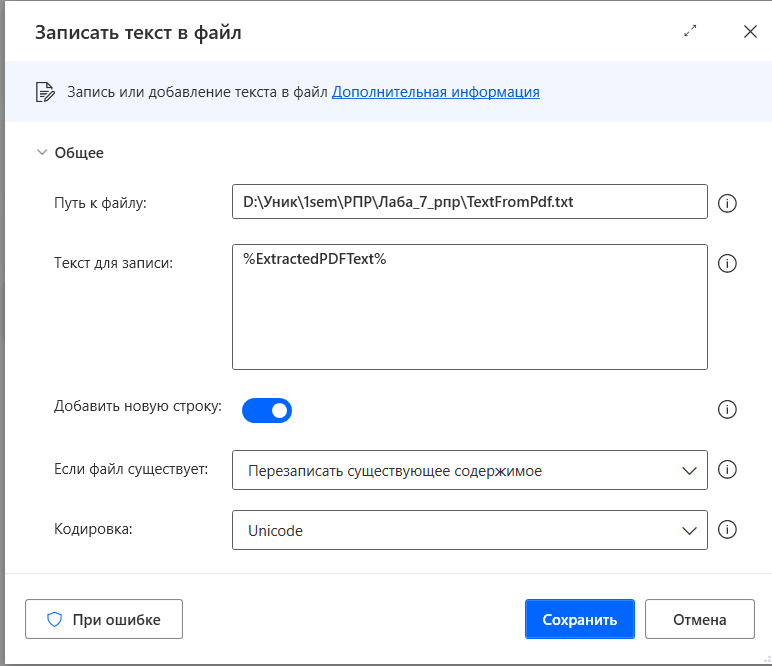 Записать текст в файл
Запись или добавление текста в файл Дополнительная информация
Общее
Путь к файлу: D:\Уник\1sem\РПР\Лаба_7_рпр\TextFromPdf.txt
Текст для записи: %ExtractedPDFText%
Добавить новую строку:
Если файл существует: Перезаписать существующее содержимое
Кодировка: Unicode
При ошибке Сохранить Отмена